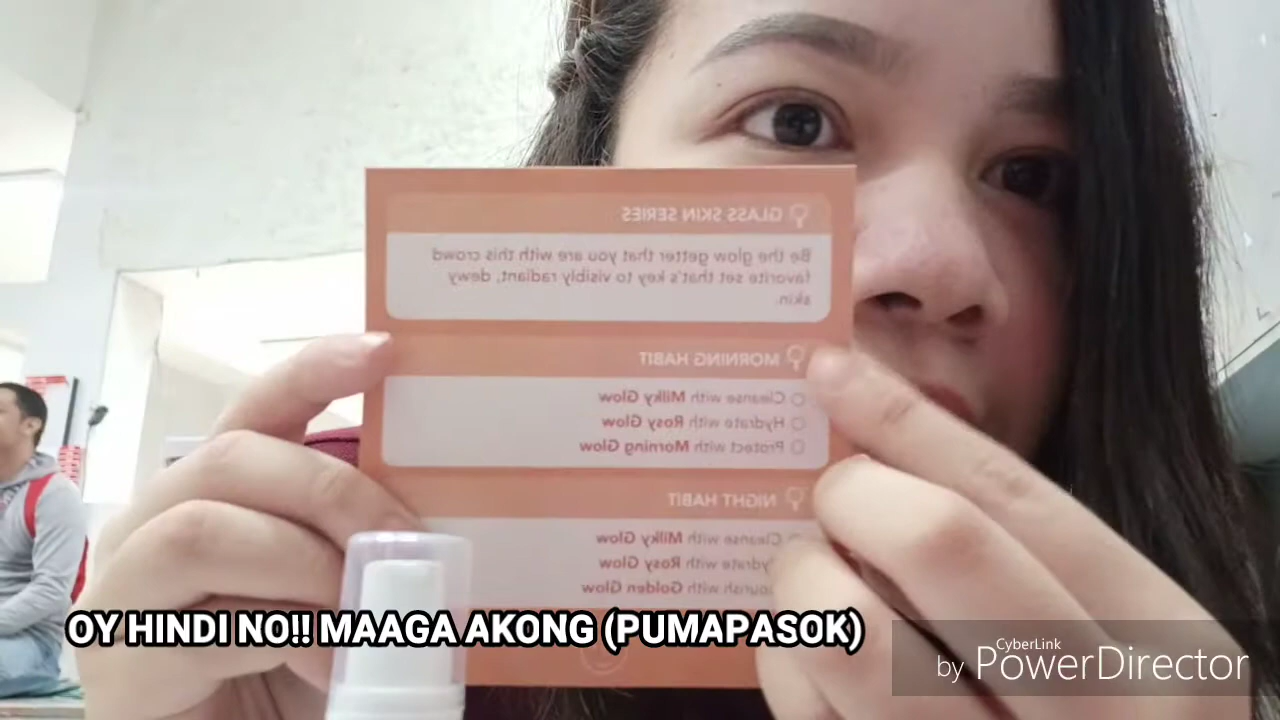 GLASS SKIN SERIES
Be the glow getter that you are with this crowd
favorite set that's key to visibly radiant, dewy
skin.
MORNING HABIT
Cleanse with Milky Glow
Hydrate with Rosy Glow
Protect with Morning Glow
NIGHT HABIT
Cleanse with Milky Glow
Hydrate with Rosy Glow
Nourish with Golden Glow
OY HINDI NO!! MAAGA AKONG (PUMAPASOK)
CyberLink
by PowerDirector